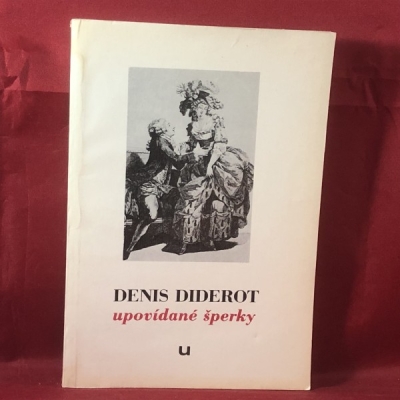 DENIS DIDEROT
upovídané šperky
u